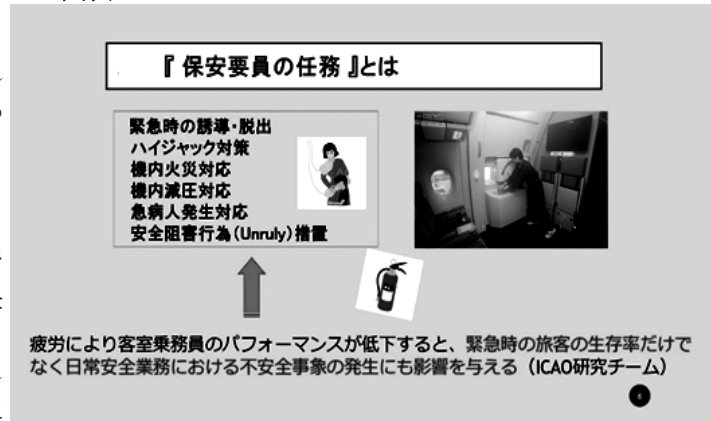 『 保安要員の任務 』とは
緊急時の誘導・脱出
ハイジャック対策
機内火災対応
機内減圧対応
急病人発生対応
安全阻害行為(Unruly)措置
疲労により客室乗務員のパフォーマンスが低下すると、緊急時の旅客の生存率だけで
なく日常安全業務における不安全事象の発生にも影響を与える（ICAO研究チーム）